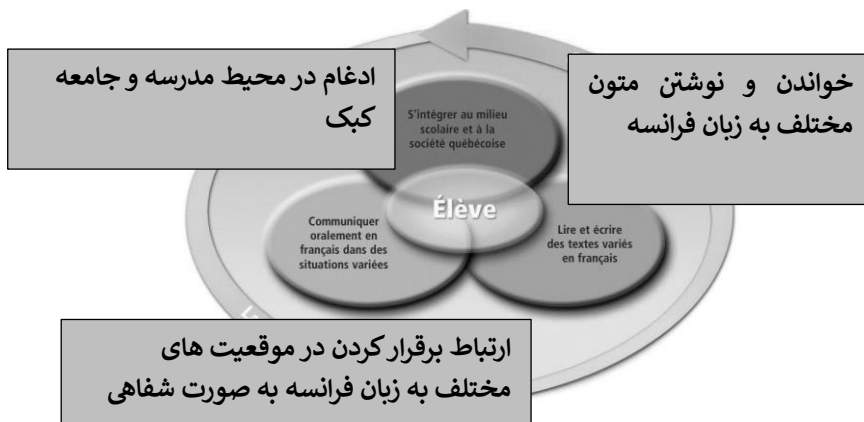 ادغام در محیط مدرسه و جامعه
کبک
خواندن و نوشتن متون
مختلف به زبان فرانسه
S'intégrer au milieu
scolaire et à la
société québécoise
Élève
Communiquer
oralement en
français dans des
situations variées
Lire et écrire
des textes variés
en français
ارتباط برقرار کردن در موقعیت های
مختلف به زبان فرانسه به صورت شفاهی